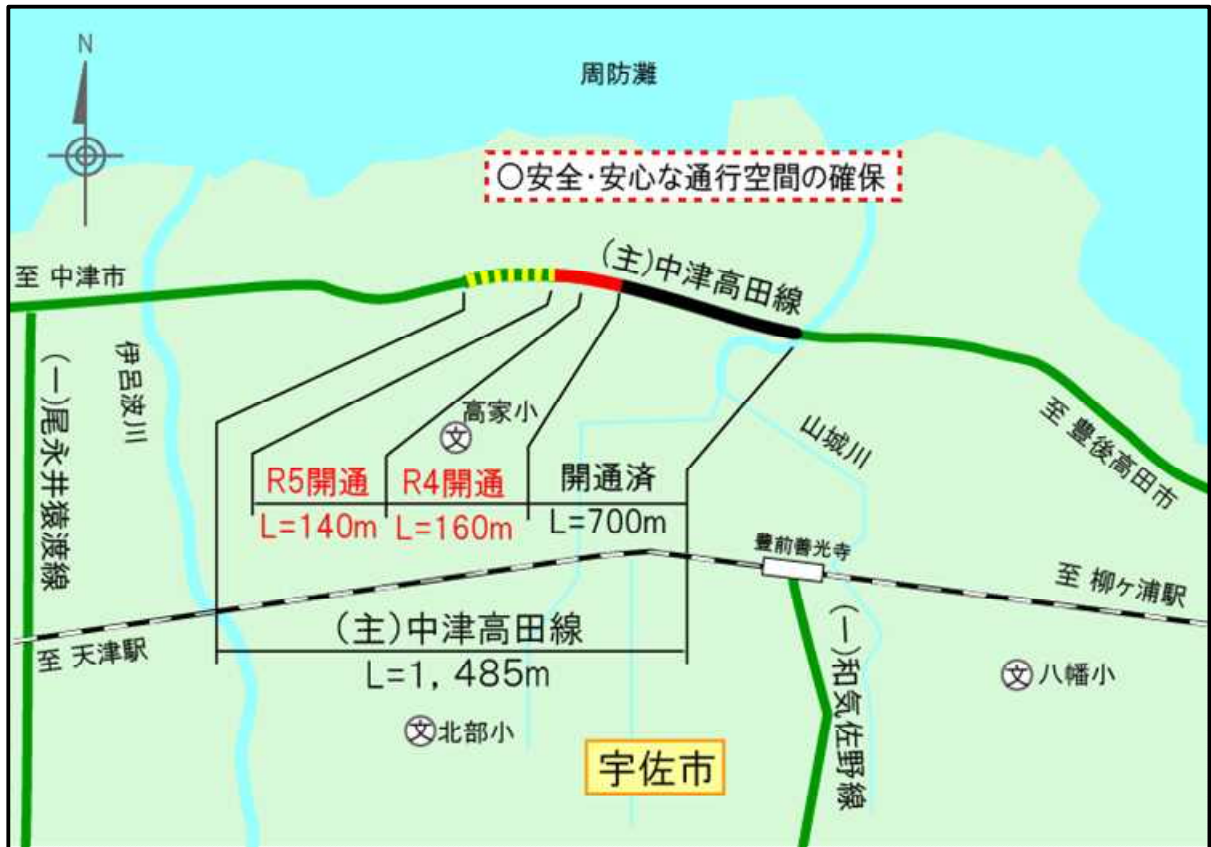 N
周防灘
○安全・安心な通行空間の確保
(主)中津高田線
至 中津市
伊呂波川
(一)尾永井猿渡線
高家小
文
山城川
至 豊後高田市
R5開通
R4開通
開通済
L=140m
L=160m
L=700m
豊前善光寺
至 柳ヶ浦駅
(主)中津高田線
至 天津駅
L=1,485m
(一)和気佐野線
文八幡小
文北部小
宇佐市